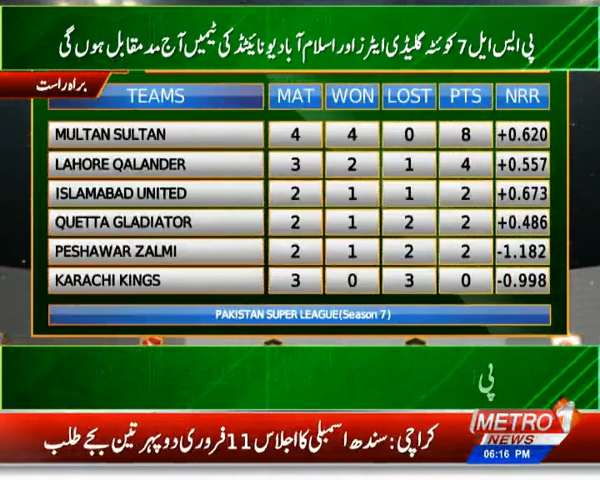 پی ایس ایل 7 کوئٹہ گلیڈی ایٹرز اور اسلام آباد یونائیٹڈ کی ٹیمیں آج مدمقابل ہوں گی
براہ راست
TEAMS MAT WON LOST PTS NRR
MULTAN SULTAN 4 4 0 8 +0.620
LAHORE QALANDER 3 2 1 4 +0.557
ISLAMABAD UNITED 2 1 1 2 +0.673
QUETTA GLADIATOR 2 1 2 2 +0.486
PESHAWAR ZALMI 2 1 2 2 -1.182
KARACHI KINGS 3 0 3 0 -0.998
PAKISTAN SUPER LEAGUE(Season 7)
پی
کراچی : سندھ اسمبلی کا اجلاس 11 فروری دوپہر تین بجے طلب
METRO 1
NEWS
06:16 PM